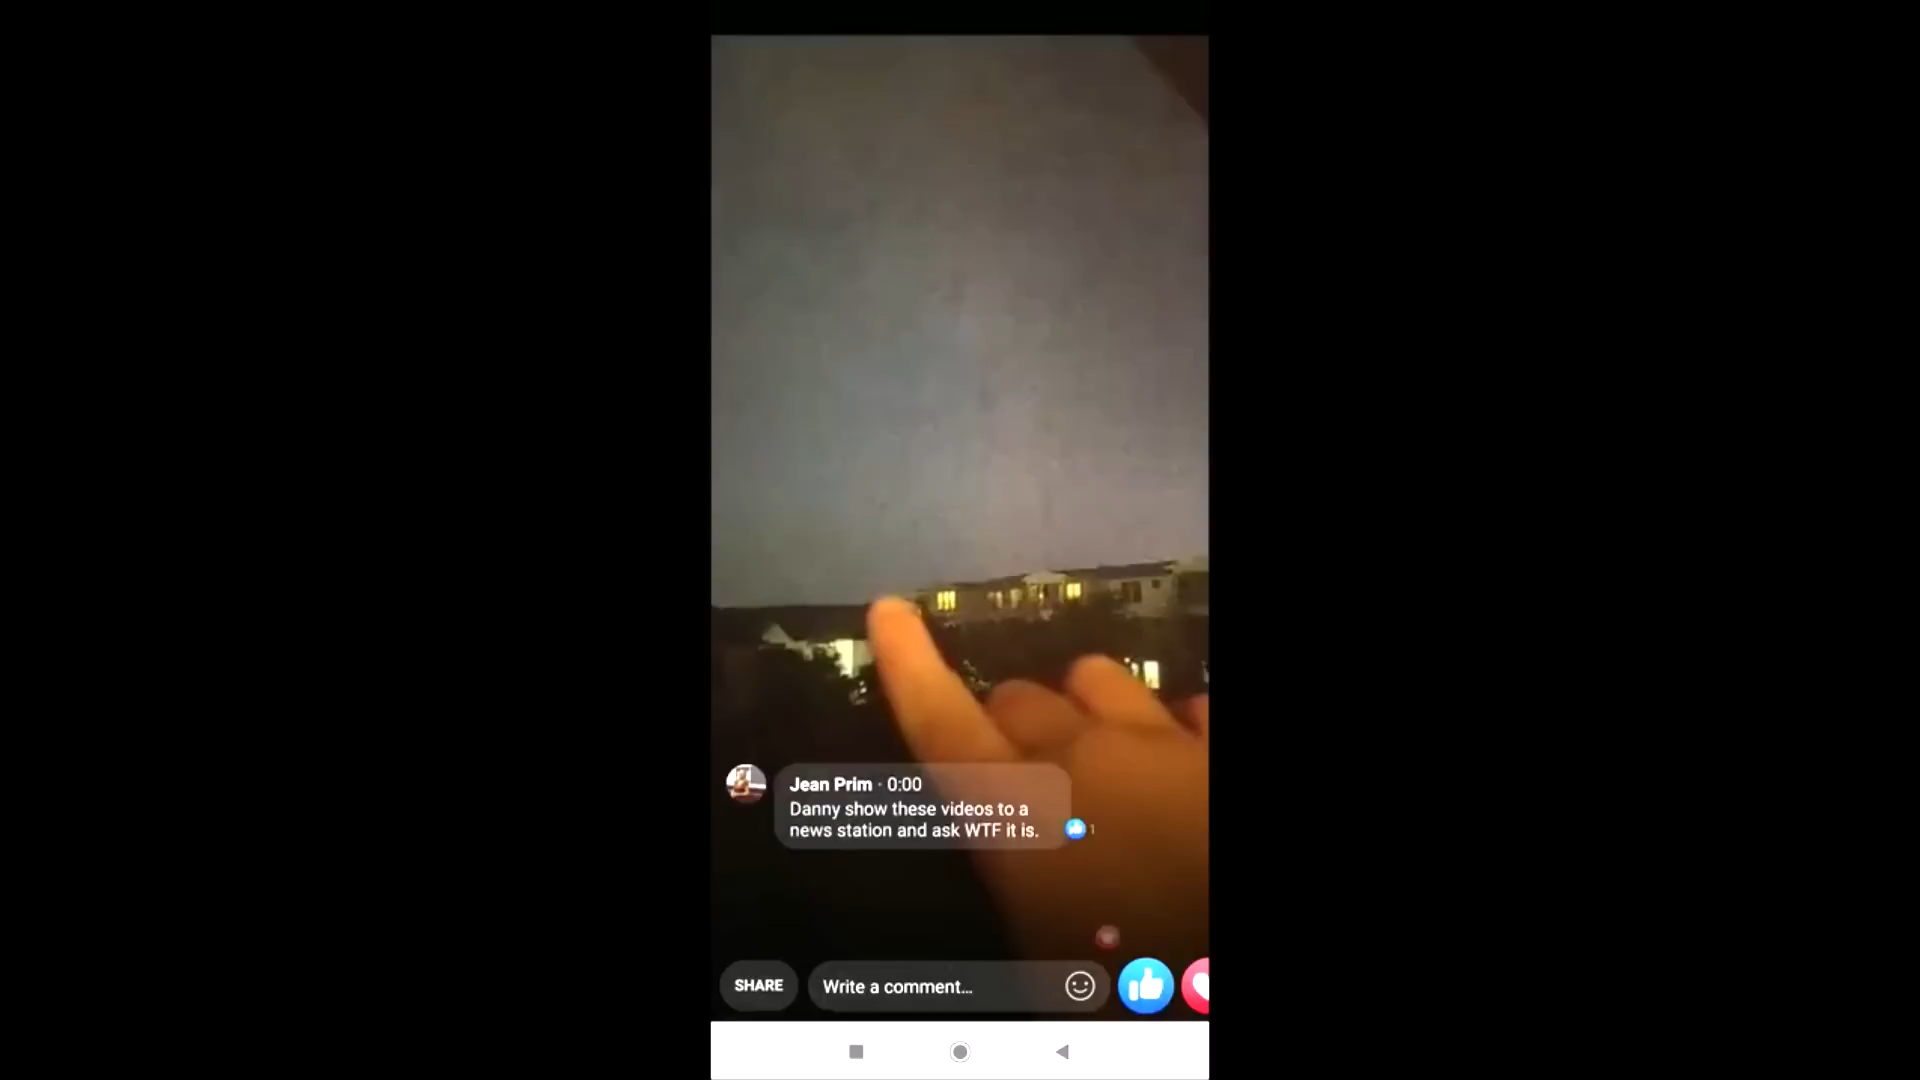 Jean Prim · 0:00
Danny show these videos to a
news station and ask WTF it is.
1
SHARE
Write a comment...